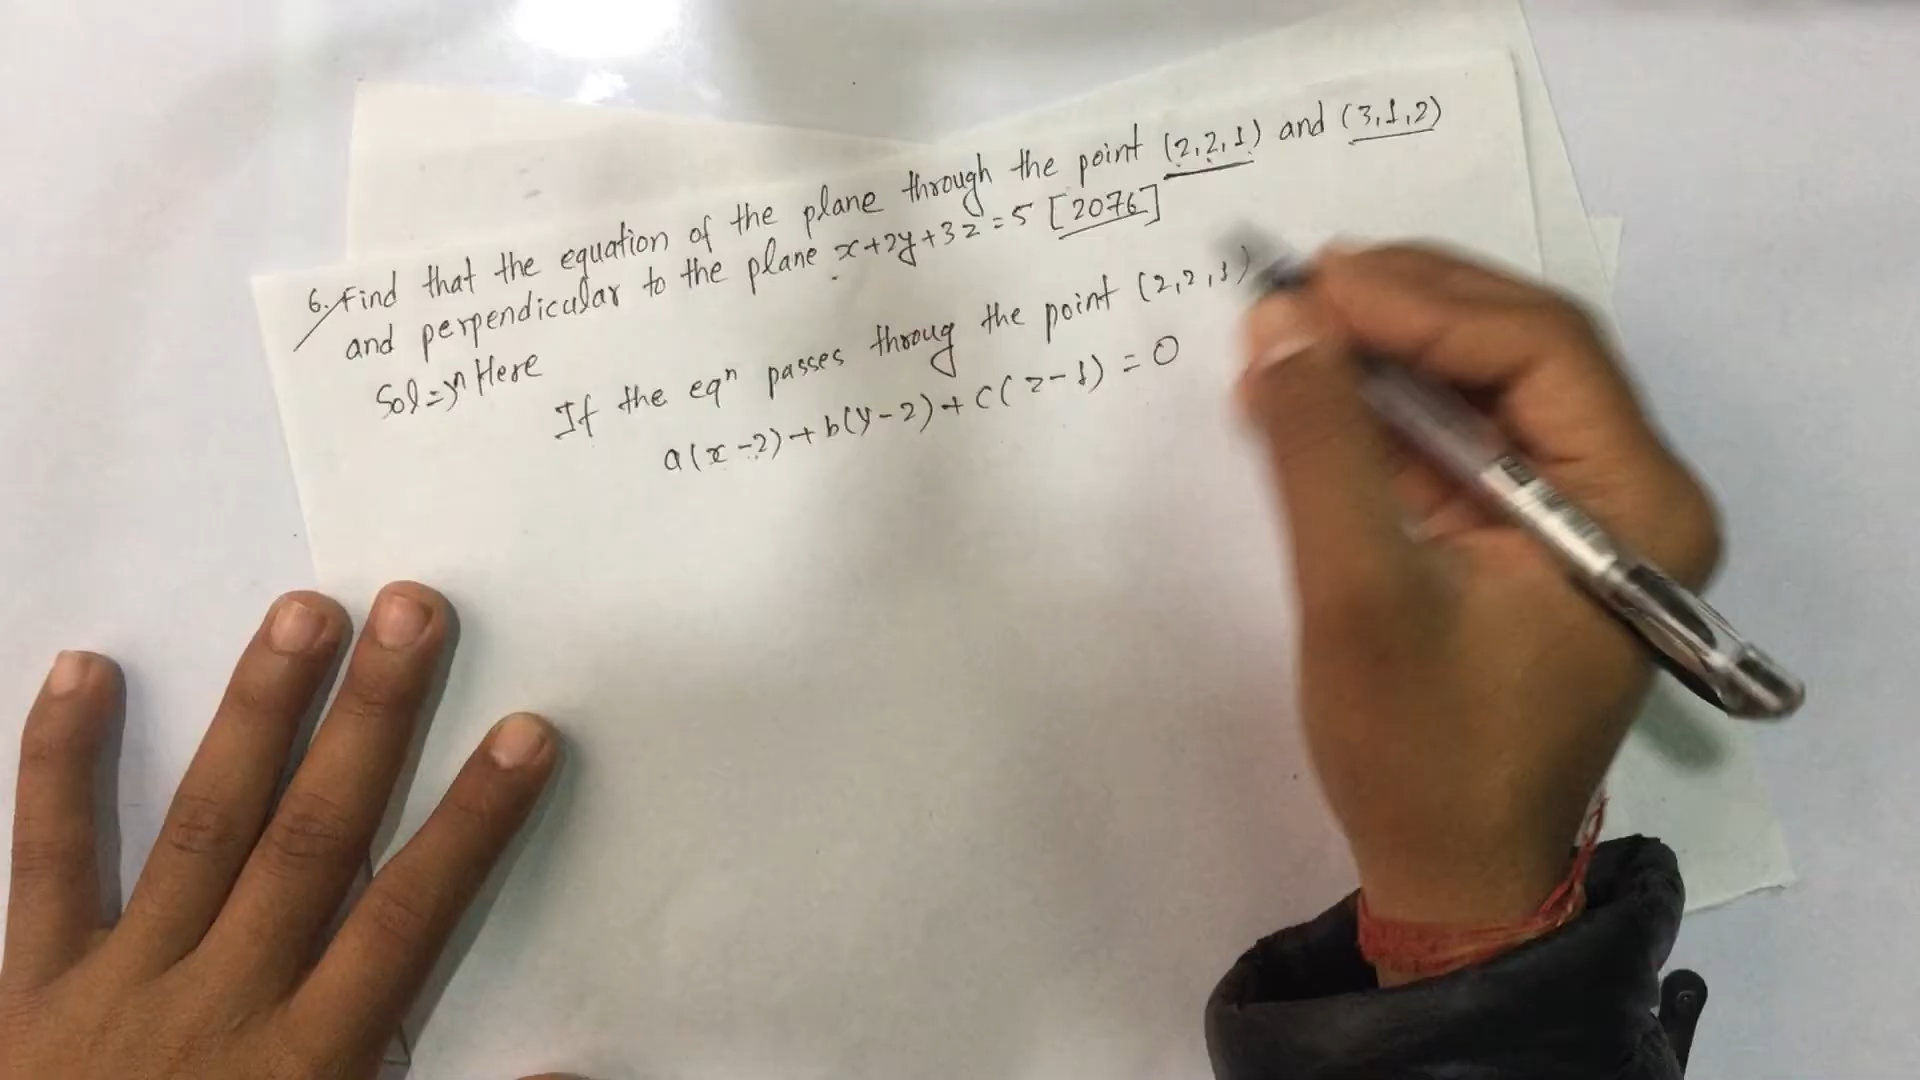 6. Find that the equation of the plane through the point (2,2,1) and (3,1,2)
and perpendicular to the plane x+2y+3z=5 [2076]
Sol=>n Here
If the eqn passes throug the point (2,2,1)
a(x-2)+b(y-2)+c(z-1)=0